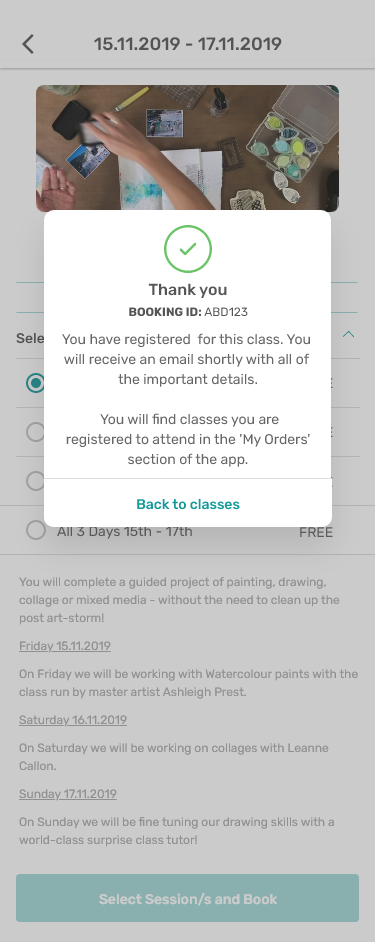 15.11.2019 - 17.11.2019
Thank you
BOOKING ID: ABD123
You have registered  for this class. You
will receive an email shortly with all of
the important details.
You will find classes you are
registered to attend in the 'My Orders'
section of the app.
Back to classes
All 3 Days 15th - 17th FREE
You will complete a guided project of painting, drawing,
collage or mixed media - without the need to clean up the
post art-storm!
Friday 15.11.2019
On Friday we will be working with Watercolour paints with the
class run by master artist Ashleigh Prest.
Saturday 16.11.2019
On Saturday we will be working on collages with Leanne
Callon.
Sunday 17.11.2019
On Sunday we will be fine tuning our drawing skills with a
world-class surprise class tutor!
Select Session/s and Book